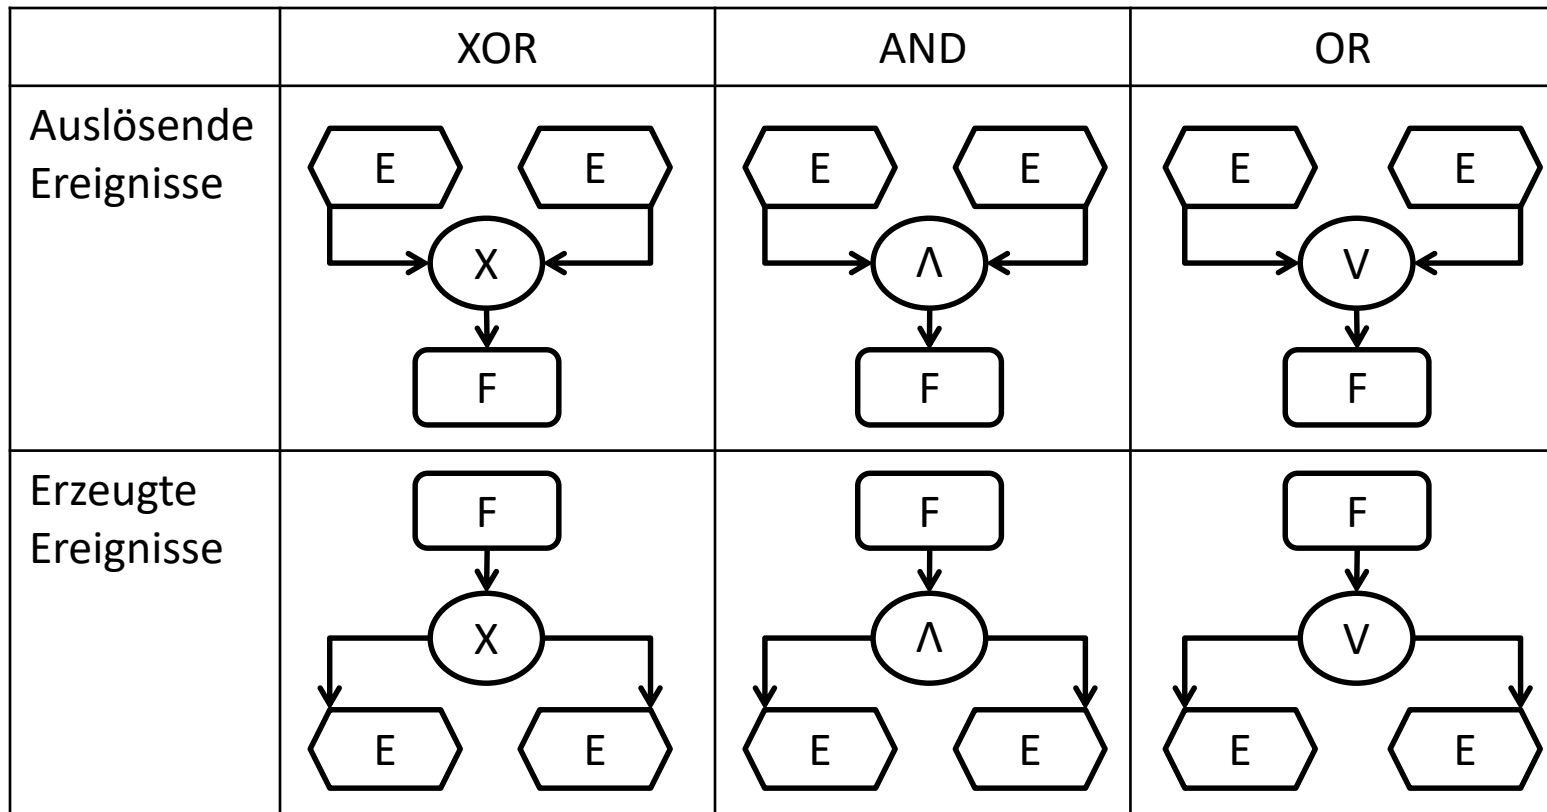 XOR AND OR
Auslösende
Ereignisse
E E E E E E
X Λ V
F F F
Erzeugte
Ereignisse
F F F
X Λ V
E E E E E E